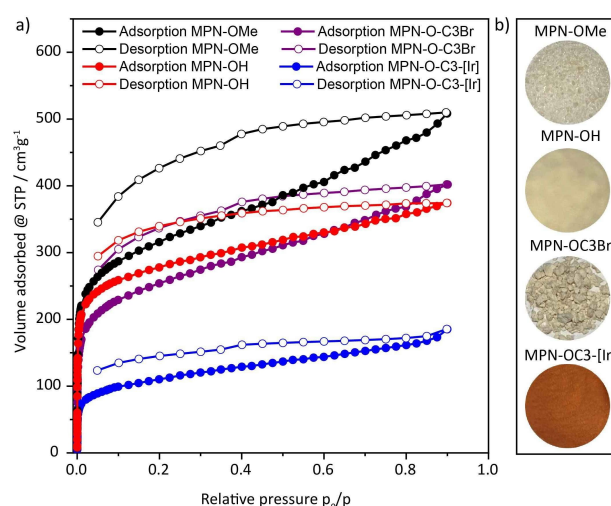 a)
Adsorption MPN-OMe
Desorption MPN-OMe
Adsorption MPN-OH
Desorption MPN-OH
Adsorption MPN-O-C3Br
Desorption MPN-O-C3Br
Adsorption MPN-O-C3-[Ir]
Desorption MPN-O-C3-[Ir]
Volume adsorbed @ STP / cm³g⁻¹
600
500
400
300
200
100
0
0.0 0.2 0.4 0.6 0.8 1.0
Relative pressure p₀/p
b)
MPN-OMe
MPN-OH
MPN-OC3Br
MPN-OC3-[Ir